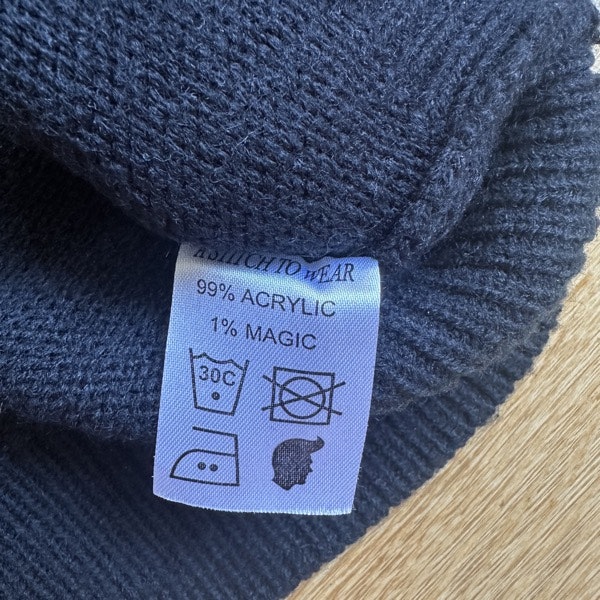 A STITCH TO WEAR
99% ACRYLIC
1% MAGIC
30C